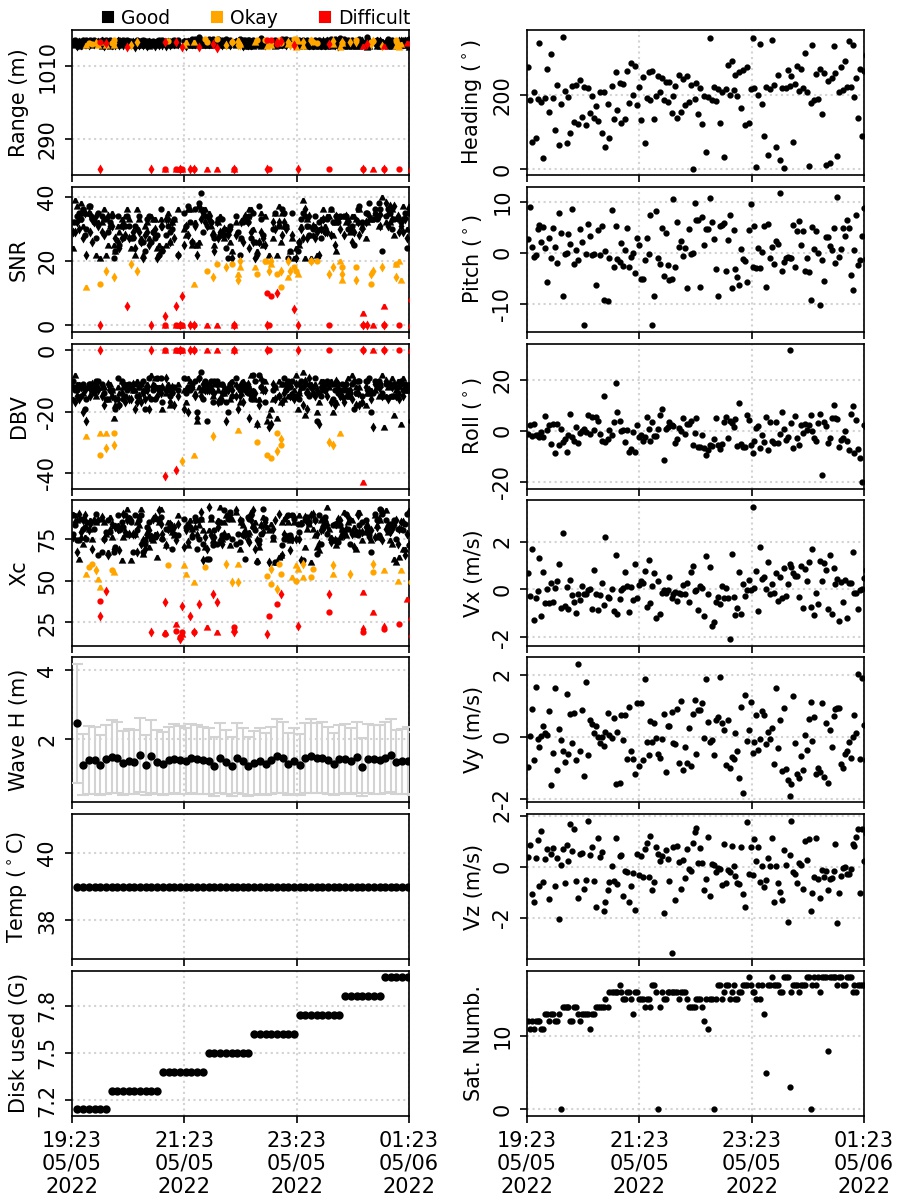 Good Okay Difficult
Range (m)
1010
290
SNR
40
20
0
DBV
0
-20
-40
Xc
75
50
25
Wave H (m)
4
2
Temp (°C)
40
38
Disk used (G)
7.8
7.5
7.2
7.2
19:23 21:23 23:23 01:23
05/05 05/05 05/05 05/06
2022 2022 2022 2022
Heading (°)
200
0
Pitch (°)
10
0
-10
Roll (°)
20
0
-20
Vx (m/s)
2
0
-2
Vy (m/s)
2
0
-2
Vz (m/s)
2
0
-2
Sat. Numb.
10
0
19:23 21:23 23:23 01:23
05/05 05/05 05/05 05/06
2022 2022 2022 2022